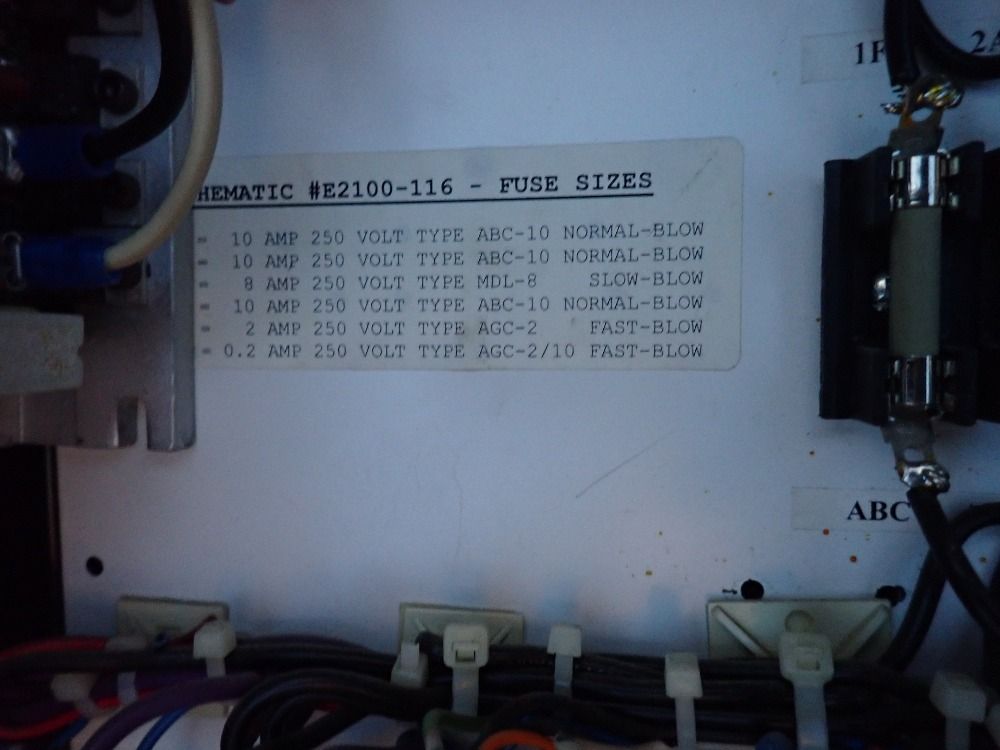 1F 2A
HEMATIC #E2100-116 - FUSE SIZES
= 10 AMP 250 VOLT TYPE ABC-10 NORMAL-BLOW
= 10 AMP 250 VOLT TYPE ABC-10 NORMAL-BLOW
= 8 AMP 250 VOLT TYPE MDL-8 SLOW-BLOW
= 10 AMP 250 VOLT TYPE ABC-10 NORMAL-BLOW
= 2 AMP 250 VOLT TYPE AGC-2 FAST-BLOW
= 0.2 AMP 250 VOLT TYPE AGC-2/10 FAST-BLOW
ABC